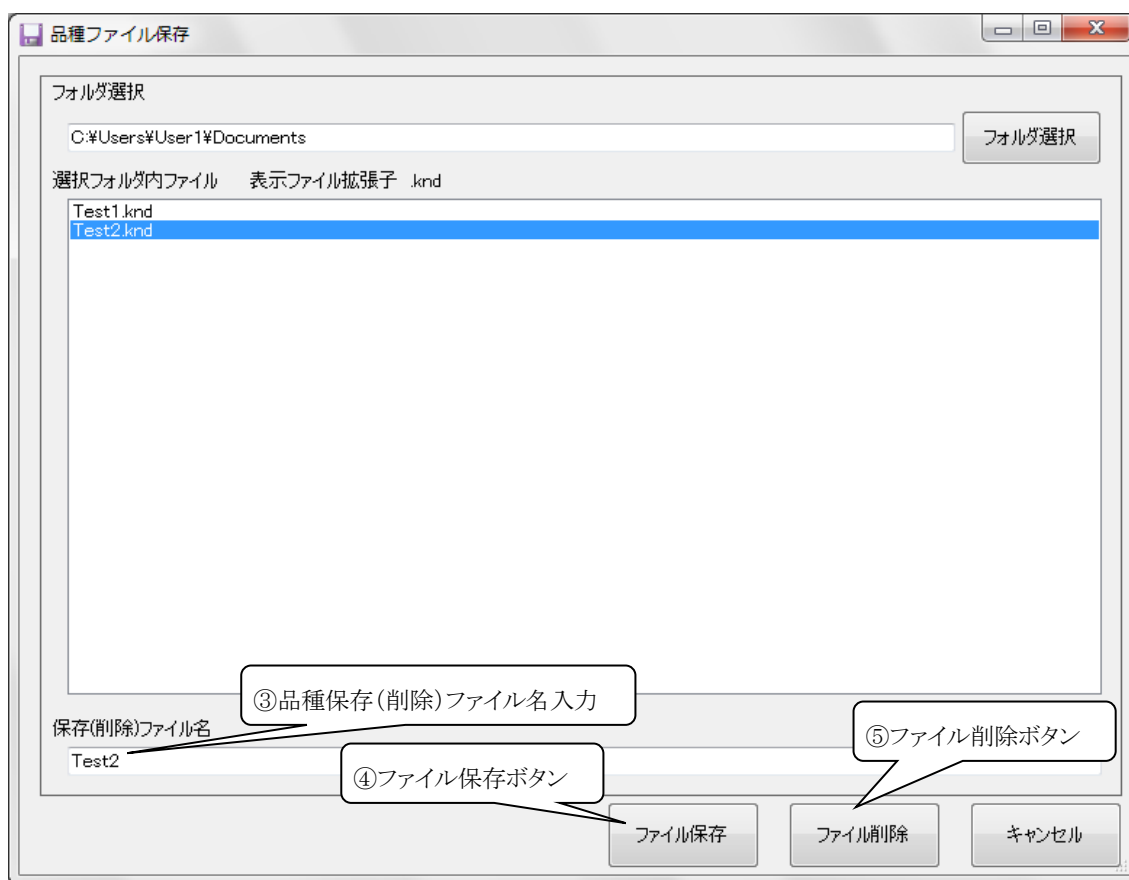 品種ファイル保存
フォルダ選択
C:¥Users¥User1¥Documents
フォルダ選択
選択フォルダ内ファイル 表示ファイル拡張子 .knd
Test1.knd
Test2.knd
③品種保存(削除)ファイル名入力
保存(削除)ファイル名
⑤ファイル削除ボタン
Test2
④ファイル保存ボタン
ファイル保存
ファイル削除
キャンセル